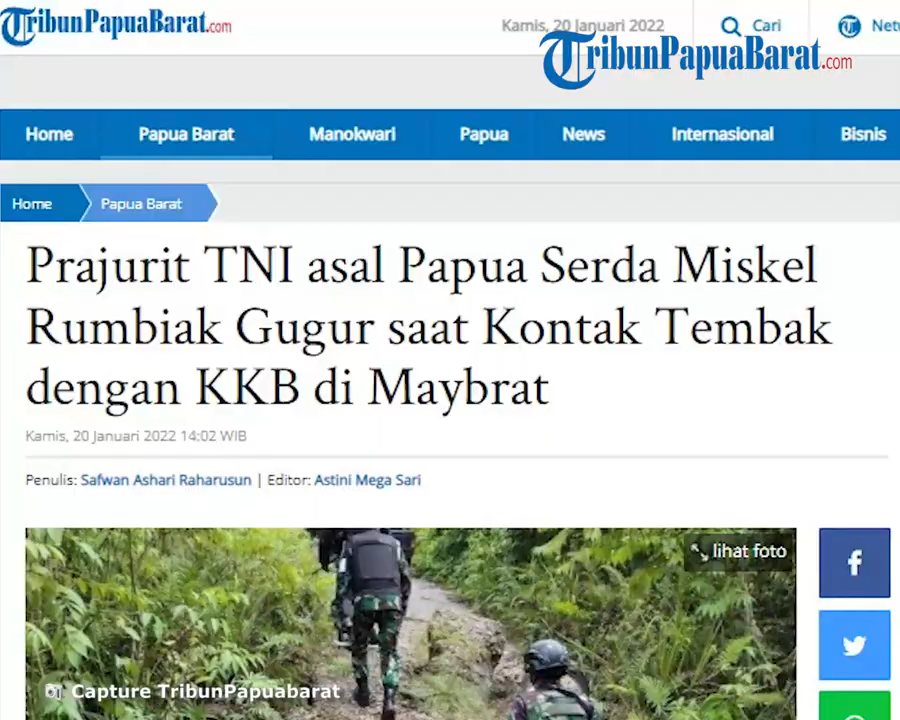 TribunPapuaBarat.com
Kamis, 20 Januari 2022
Cari
TribunPapuaBarat.com
Home Papua Barat Manokwari Papua News Internasional Bisnis
Home Papua Barat
Prajurit TNI asal Papua Serda Miskel
Rumbiak Gugur saat Kontak Tembak
dengan KKB di Maybrat
Kamis, 20 Januari 2022 14:02 WIB
Penulis: Safwan Ashari Raharusun | Editor: Astini Mega Sari
lihat foto
Capture TribunPapuabarat